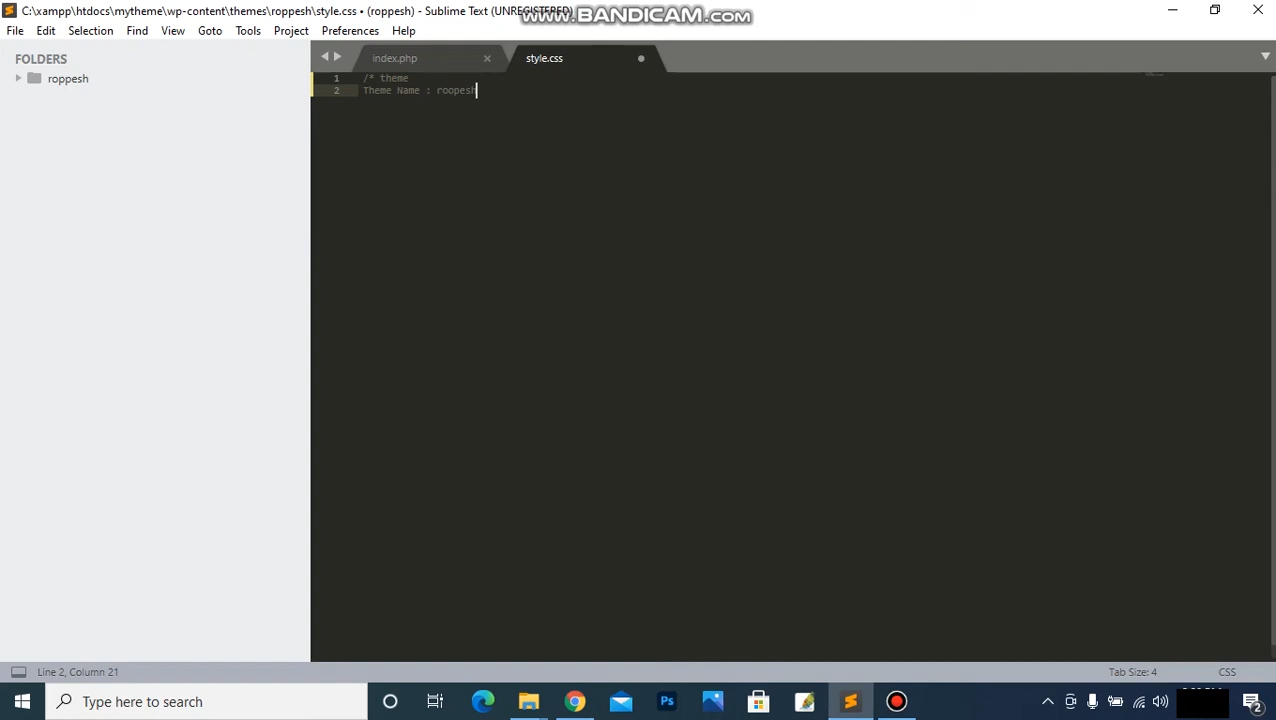 C:\xampp\htdocs\mytheme\wp-content\themes\roppesh\style.css • (roppesh) - Sublime Text (UNREGISTERED)
www.BANDICAM.com
File Edit Selection Find View Goto Tools Project Preferences Help
FOLDERS
roppesh
index.php
style.css
1 /* theme
2 Theme Name : roopesh
Line 2, Column 21
Tab Size: 4
CSS
Type here to search
Ps
2